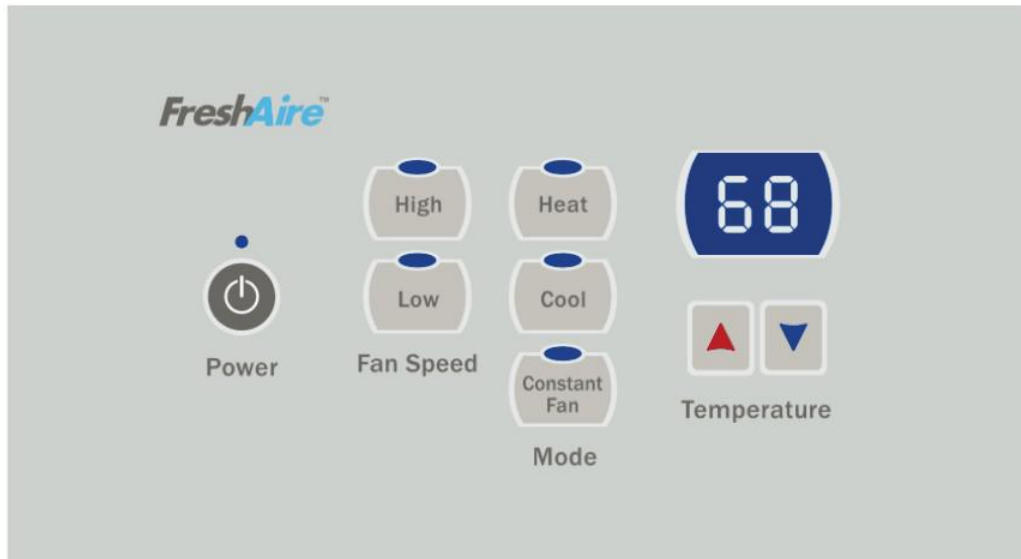 FreshAire™
High
Heat
68
Low
Cool
Power
Fan Speed
Constant
Fan
Temperature
Mode